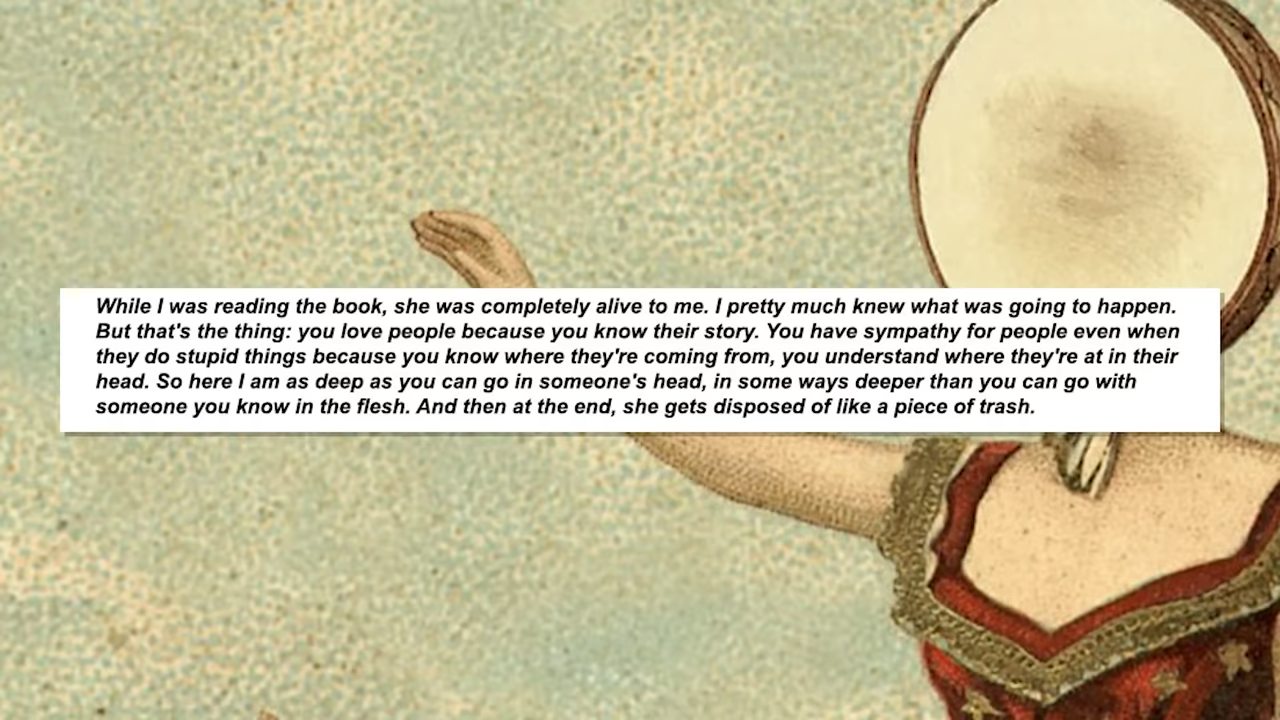 While I was reading the book, she was completely alive to me. I pretty much knew what was going to happen.
But that's the thing: you love people because you know their story. You have sympathy for people even when
they do stupid things because you know where they're coming from, you understand where they're at in their
head. So here I am as deep as you can go in someone's head, in some ways deeper than you can go with
someone you know in the flesh. And then at the end, she gets disposed of like a piece of trash.